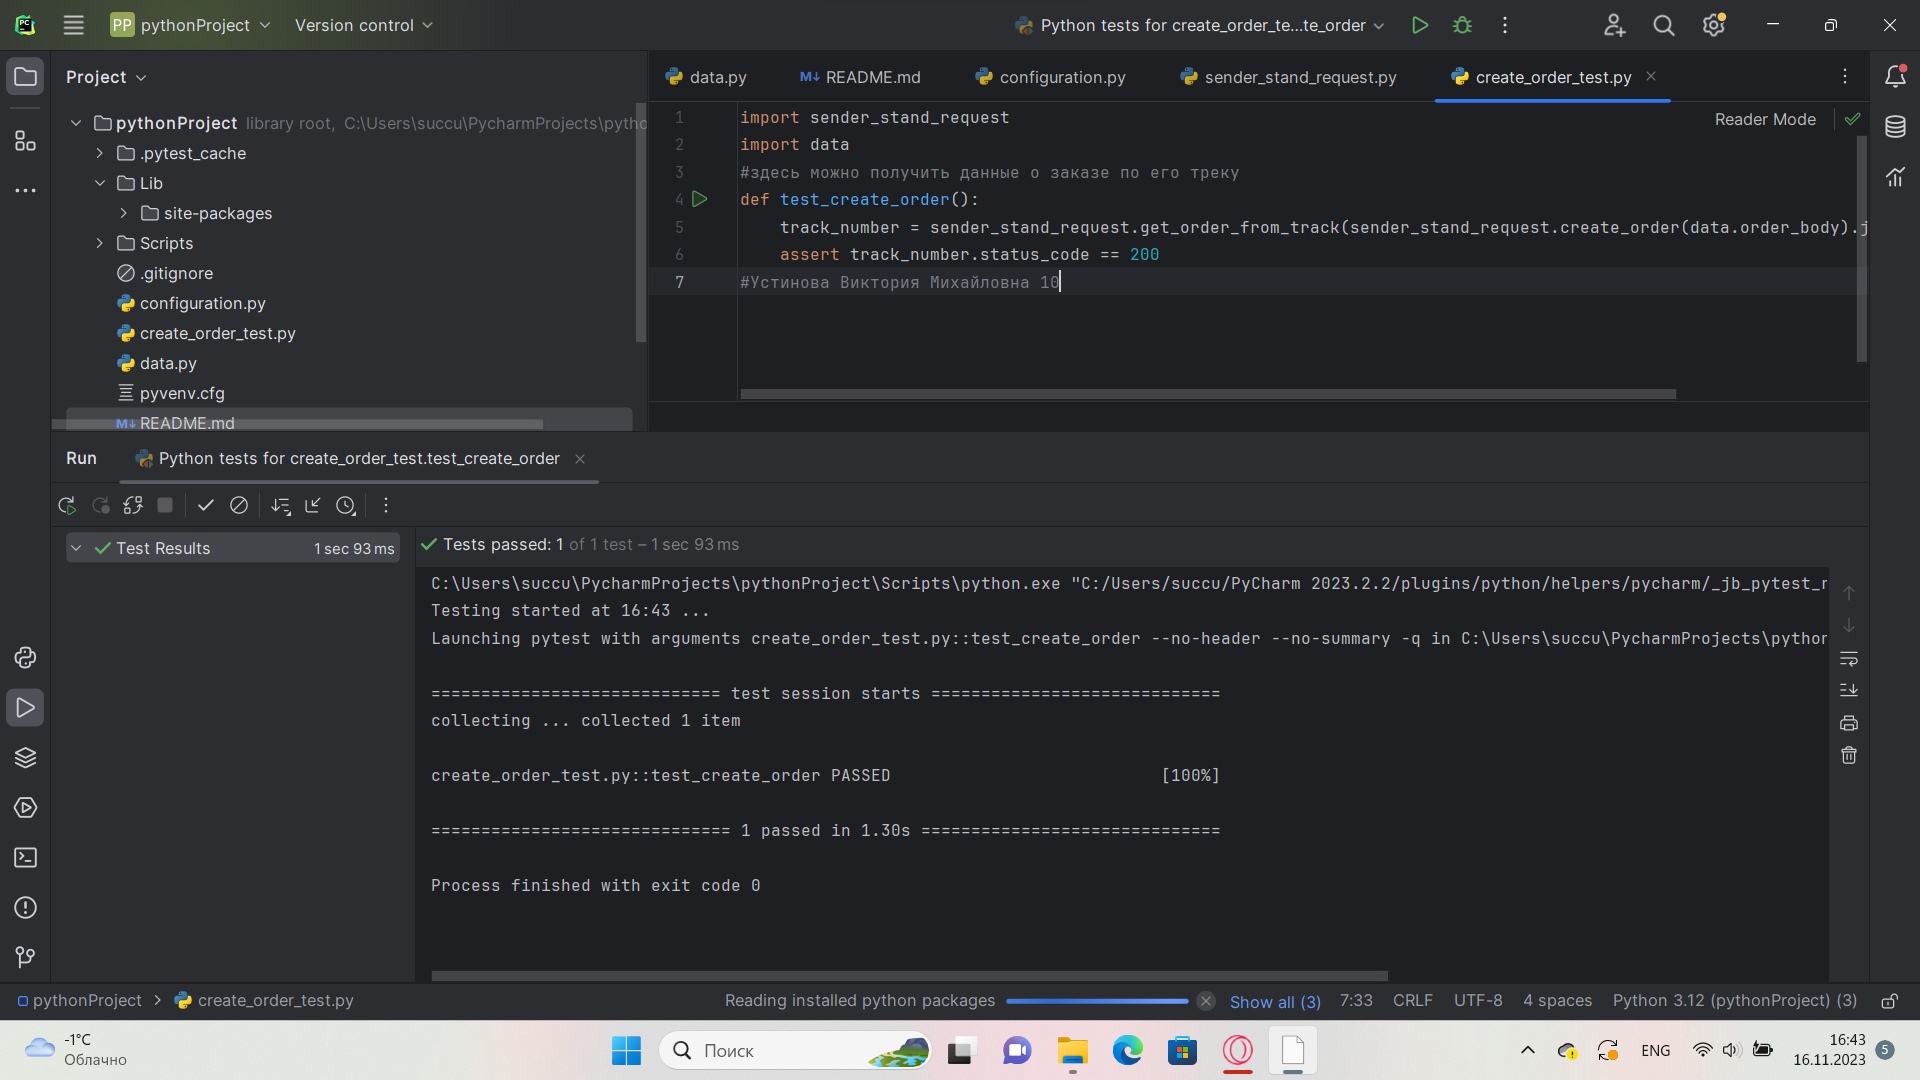 PP pythonProject Version control Python tests for create_order_te...te_order
Project
data.py README.md configuration.py sender_stand_request.py create_order_test.py
pythonProject library root, C:\Users\succu\PycharmProjects\pytho
.pytest_cache
Lib
site-packages
Scripts
.gitignore
configuration.py
create_order_test.py
data.py
pyvenv.cfg
README.md
Reader Mode
1 import sender_stand_request
2 import data
3 #здесь можно получить данные о заказе по его треку
4 def test_create_order():
5 track_number = sender_stand_request.get_order_from_track(sender_stand_request.create_order(data.order_body).j
6 assert track_number.status_code == 200
7 #Устинова Виктория Михайловна 10
Run Python tests for create_order_test.test_create_order
Test Results 1 sec 93 ms
Tests passed: 1 of 1 test – 1 sec 93 ms
C:\Users\succu\PycharmProjects\pythonProject\Scripts\python.exe "C:/Users/succu/PyCharm 2023.2.2/plugins/python/helpers/pycharm/_jb_pytest_r
Testing started at 16:43 ...
Launching pytest with arguments create_order_test.py::test_create_order --no-header --no-summary -q in C:\Users\succu\PycharmProjects\python
============================= test session starts =============================
collecting ... collected 1 item
create_order_test.py::test_create_order PASSED [100%]
============================== 1 passed in 1.30s ==============================
Process finished with exit code 0
pythonProject > create_order_test.py Reading installed python packages Show all (3) 7:33 CRLF UTF-8 4 spaces Python 3.12 (pythonProject) (3)
-1°C
Облачно
Поиск
ENG
16:43
16.11.2023
5